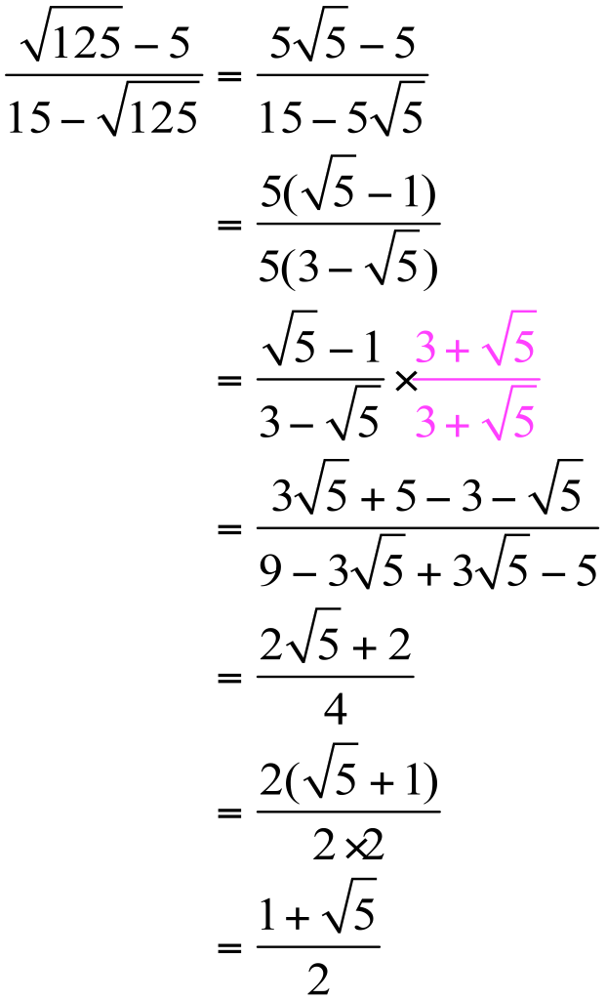 (√125 − 5)/(15 − √125) = (5√5 − 5)/(15 − 5√5)
= 5(√5 − 1)/5(3 − √5)
= (√5 − 1)/(3 − √5) × (3 + √5)/(3 + √5)
= (3√5 + 5 − 3 − √5)/(9 − 3√5 + 3√5 − 5)
= (2√5 + 2)/4
= 2(√5 + 1)/(2 × 2)
= (1 + √5)/2